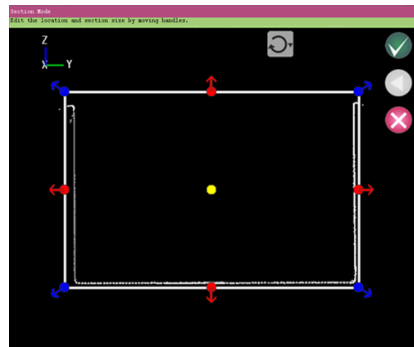 Section Mode
Edit the location and section size by moving handles.
Z
X Y